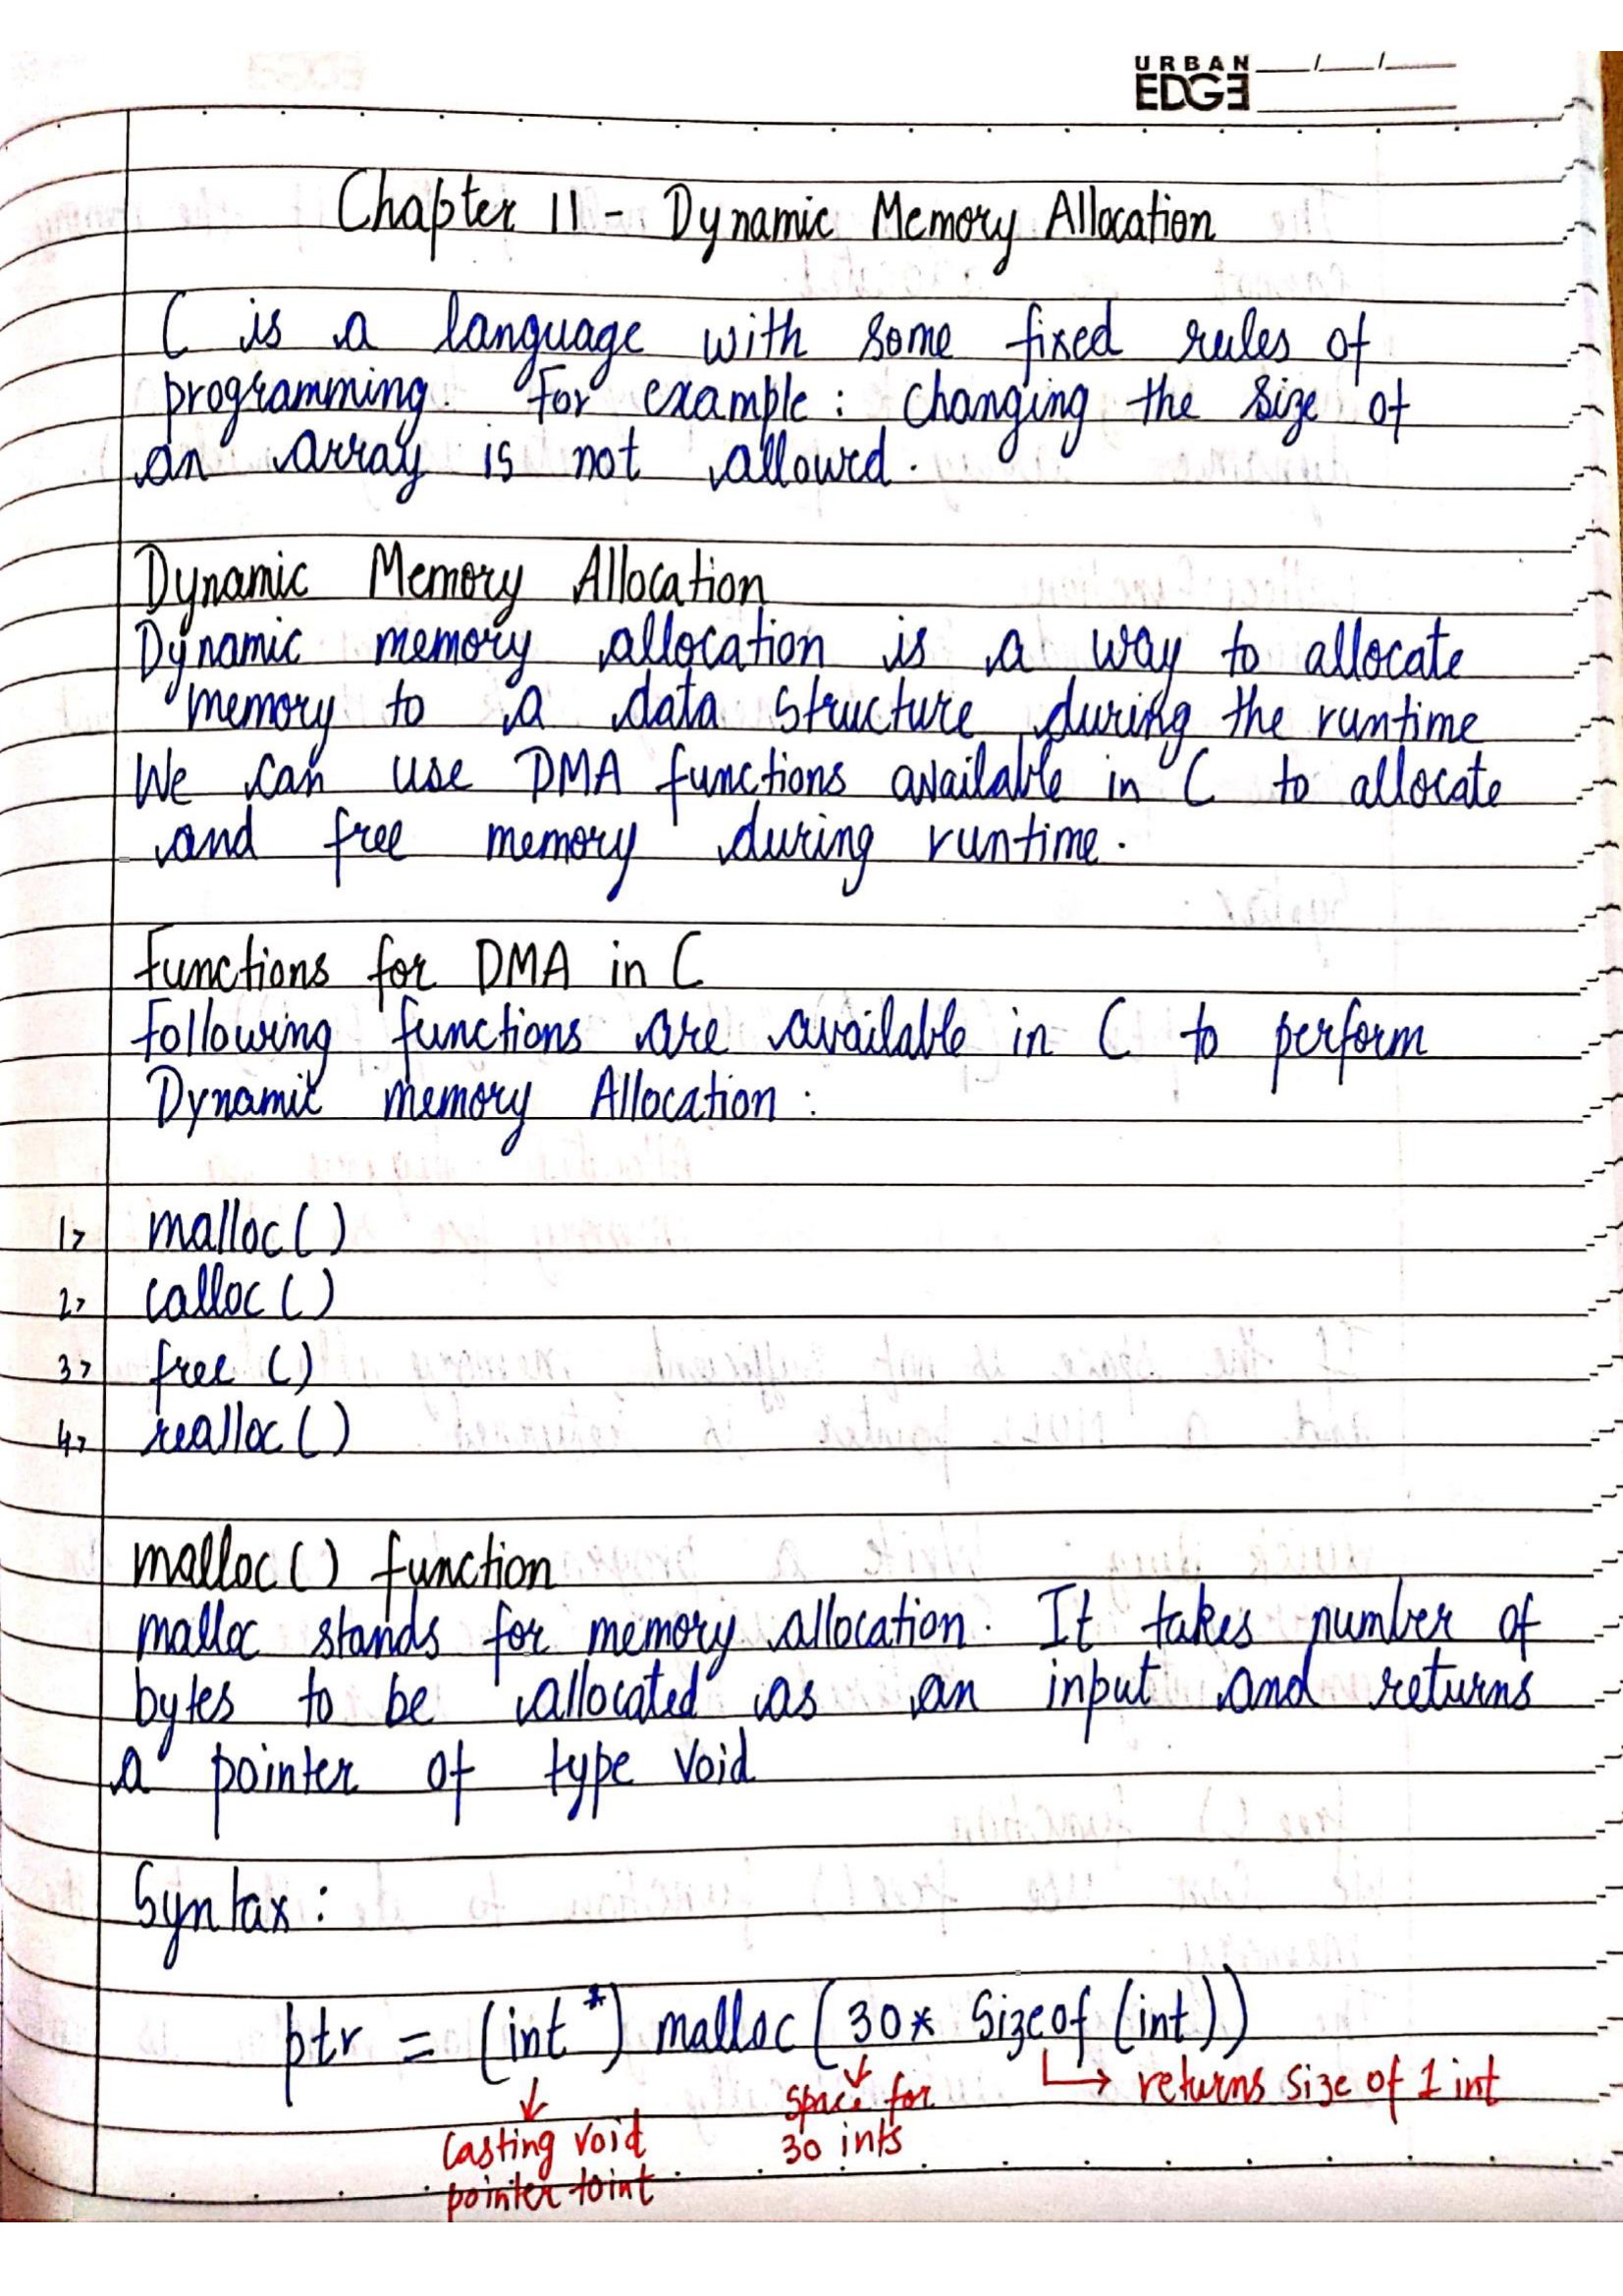 URBAN
EDGE
Chapter 11 - Dynamic Memory Allocation
C is a language with some fixed rules of
programming. For example: Changing the size of
an array is not allowed.
Dynamic Memory Allocation
Dynamic memory allocation is a way to allocate
memory to a data structure during the runtime
We can use DMA functions available in C to allocate
and free memory during runtime.
Functions for DMA in C
Following functions are available in C to perform
Dynamic memory Allocation :
1> malloc( )
2> calloc ( )
3> free ( )
4> realloc ( )
malloc( ) function
malloc stands for memory allocation. It takes number of
bytes to be allocated as an input and returns
a pointer of type void
Syntax :
ptr = (int *) malloc (30* Sizeof (int))
returns size of 1 int
Casting void
pointer to int
space for
30 ints